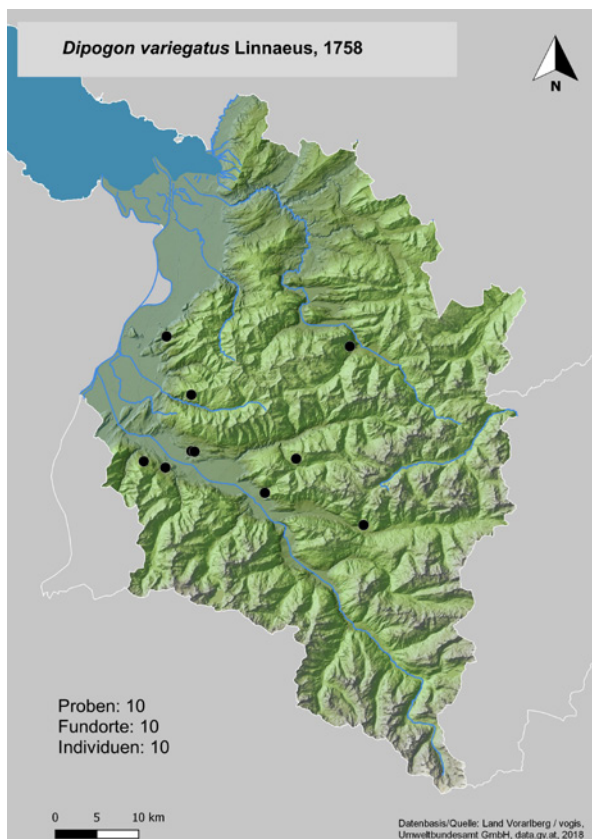 Dipogon variegatus Linnaeus, 1758
N
Proben: 10
Fundorte: 10
Individuen: 10
0 5 10 km
Datenbasis/Quelle: Land Vorarlberg / vogis,
Umweltbundesamt GmbH, data.gv.at, 2018